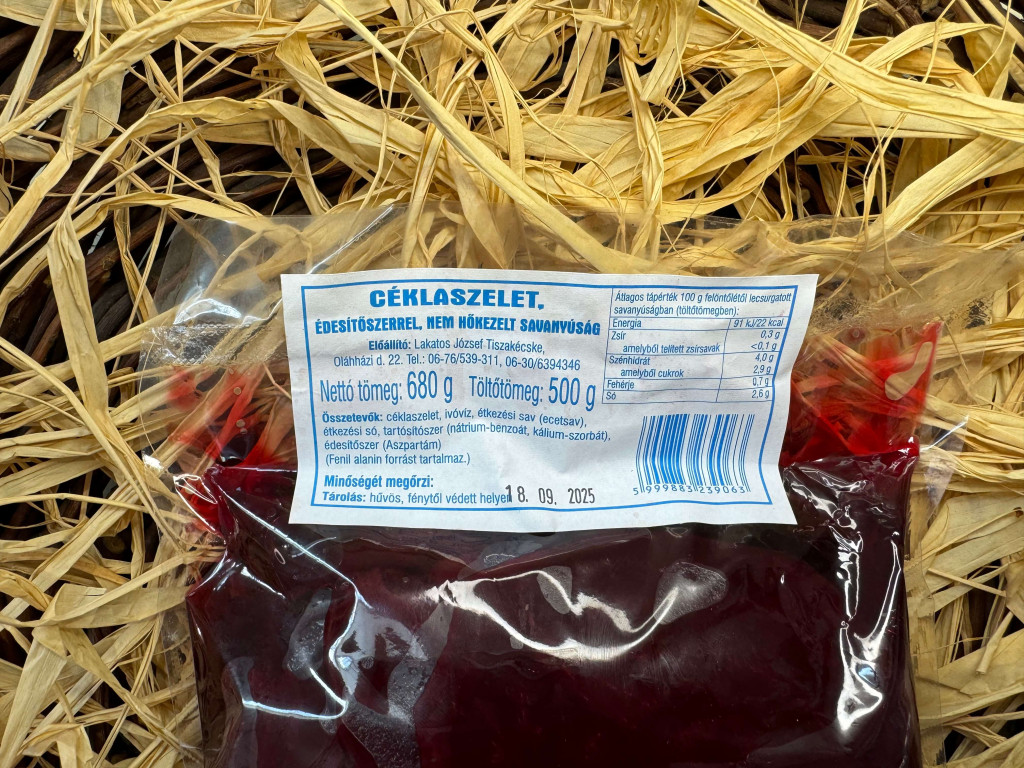 CÉKLASZELET,
ÉDESÍTŐSZERREL, NEM HŐKEZELT SAVANYÚSÁG
Előállító: Lakatos József Tiszakécske,
Oláhházi d. 22. Tel.: 06-76/539-311, 06-30/6394346
Nettó tömeg: 680 g Töltőtömeg: 500 g
Összetevők: céklaszelet, ivóvíz, étkezési sav (ecetsav),
étkezési só, tartósítószer (nátrium-benzoát, kálium-szorbát),
édesítőszer (Aszpartám)
(Fenil alanin forrást tartalmaz.)
Minőségét megőrzi:
Tárolás: hűvös, fénytől védett helyen
18. 09. 2025
Átlagos tápérték 100 g felöntőlétől lecsurgatott
savanyúságban (töltőtömegben):
Energia 91 kJ/22 kcal
Zsír 0,3 g
amelyből telített zsírsavak <0,1 g
Szénhidrát 4,0 g
amelyből cukrok 2,9 g
Fehérje 0,7 g
Só 2,6 g
5 999883 239063